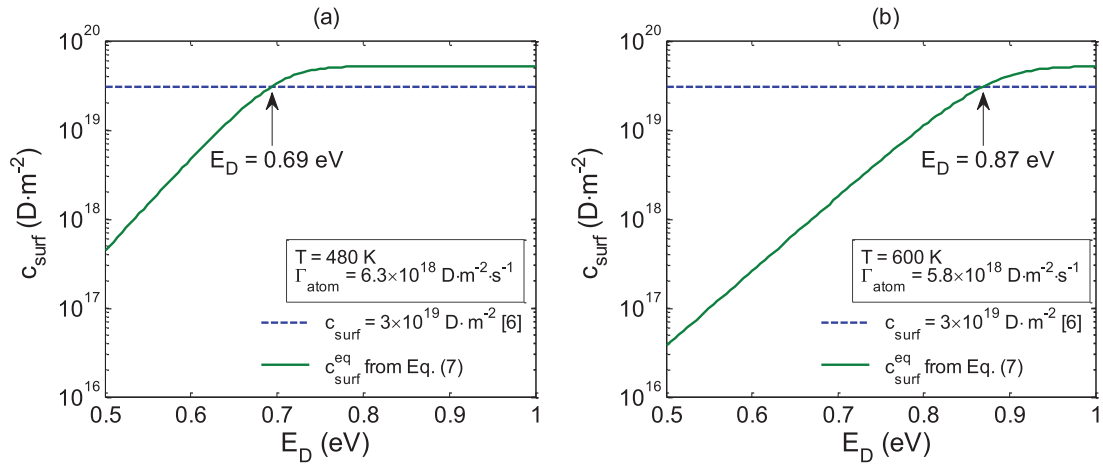 (a)
10^20
10^19
10^18
10^17
10^16
c_surf (D·m^-2)
E_D = 0.69 eV
T = 480 K
Γ_atom = 6.3×10^18 D·m^-2·s^-1
c_surf = 3×10^19 D·m^-2 [6]
c_surf^eq from Eq. (7)
0.5 0.6 0.7 0.8 0.9 1
E_D (eV)
(b)
10^20
10^19
10^18
10^17
10^16
c_surf (D·m^-2)
E_D = 0.87 eV
T = 600 K
Γ_atom = 5.8×10^18 D·m^-2·s^-1
c_surf = 3×10^19 D·m^-2 [6]
c_surf^eq from Eq. (7)
0.5 0.6 0.7 0.8 0.9 1
E_D (eV)